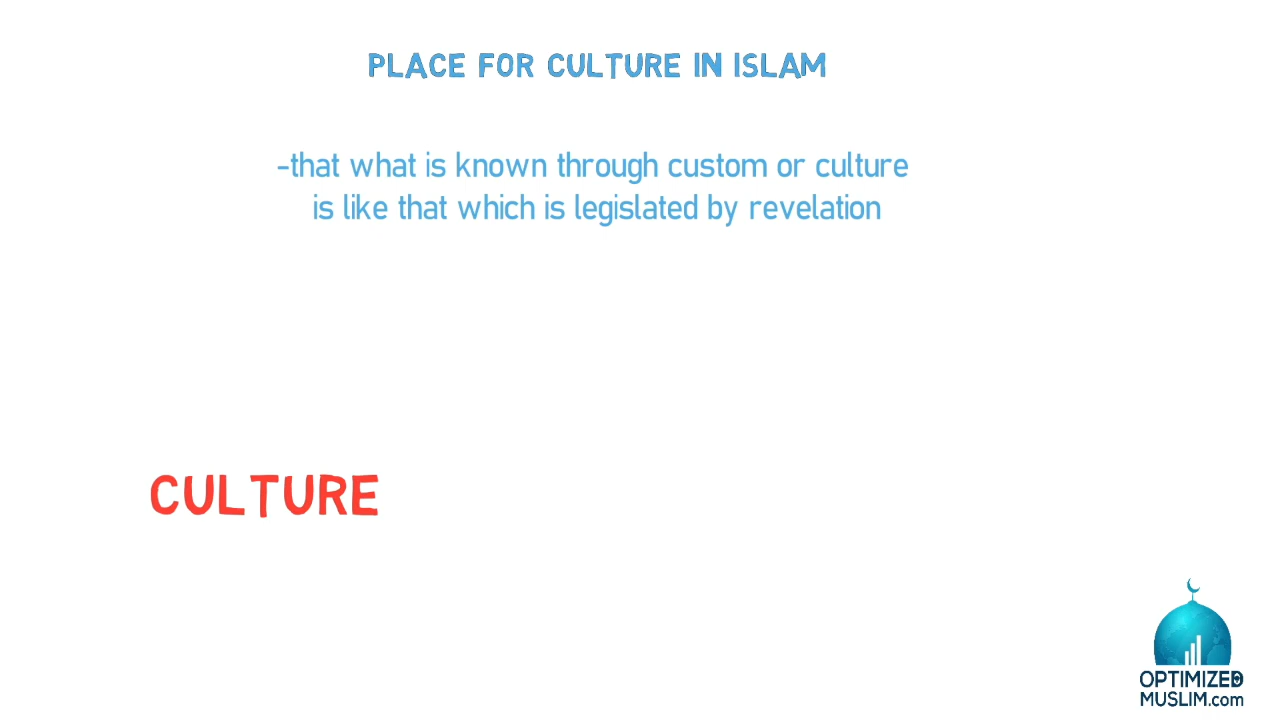 PLACE FOR CULTURE IN ISLAM
-that what is known through custom or culture
is like that which is legislated by revelation
CULTURE
OPTIMIZED
MUSLIM.com